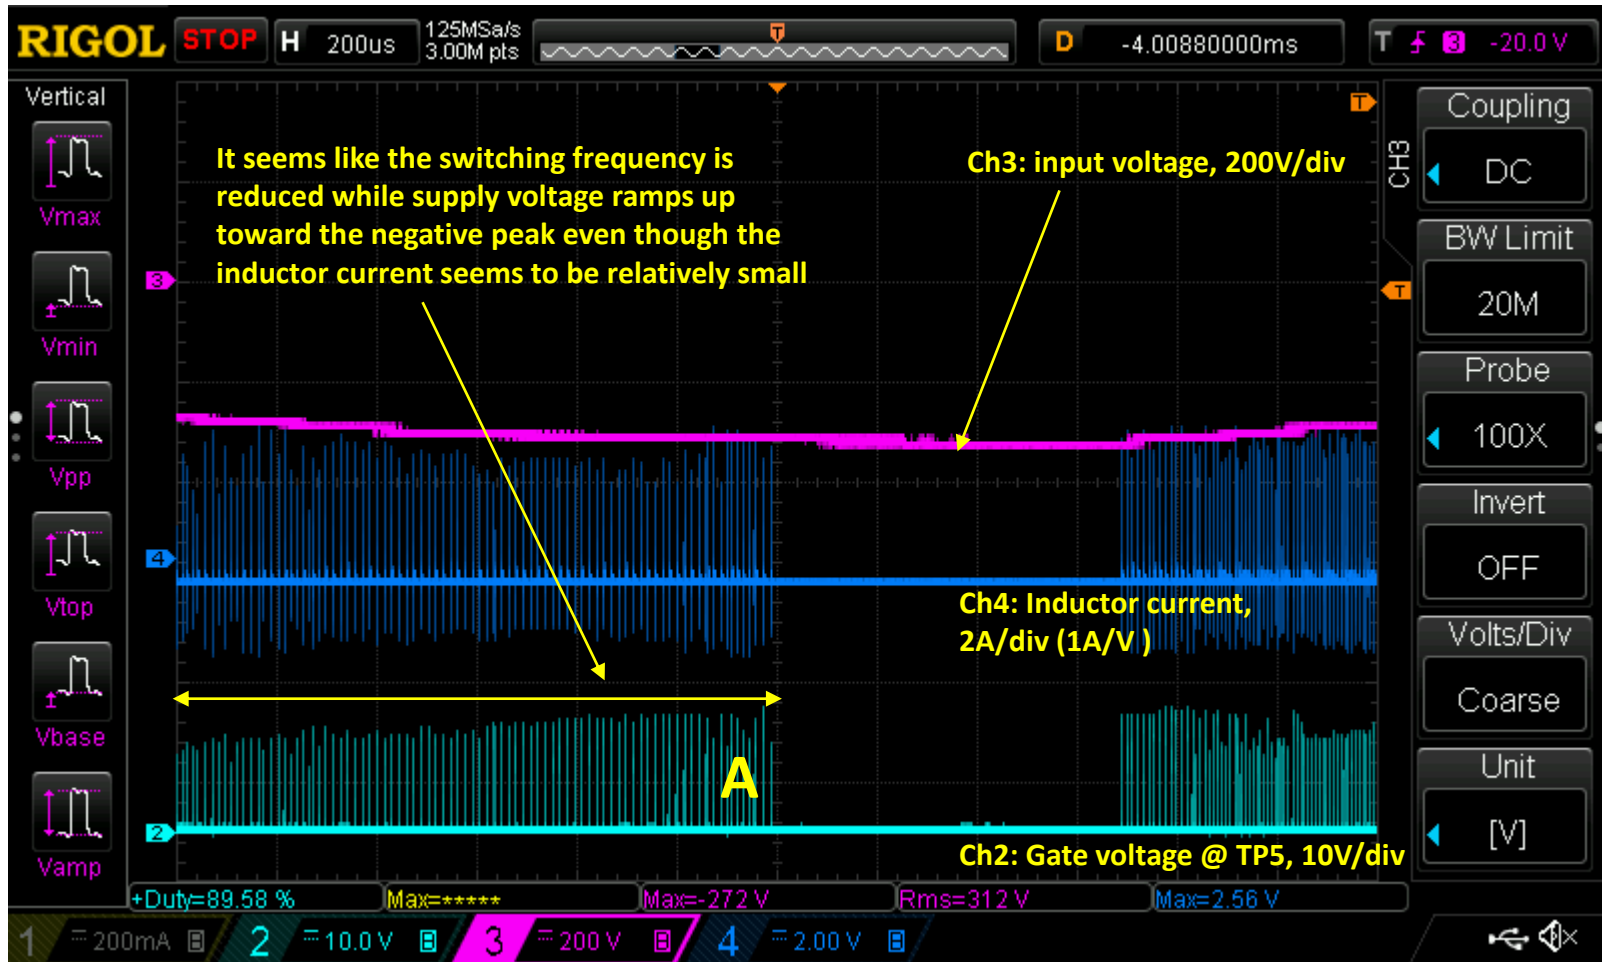 RIGOL STOP H 200us 125MSa/s 3.00M pts D -4.00880000ms T 3 -20.0 V
Vertical
Vmax
Vmin
Vpp
Vtop
Vbase
Vamp
It seems like the switching frequency is
reduced while supply voltage ramps up
toward the negative peak even though the
inductor current seems to be relatively small
Ch3: input voltage, 200V/div
T
T
3
4
2
Ch4: Inductor current,
2A/div (1A/V )
A
Ch2: Gate voltage @ TP5, 10V/div
CH3
Coupling
DC
BW Limit
20M
Probe
100X
Invert
OFF
Volts/Div
Coarse
Unit
[V]
+Duty=89.58 % Max=***** Max=-272 V Rms=312 V Max=2.56 V
1 200mA B 2 10.0 V B 3 200 V B 4 2.00 V B